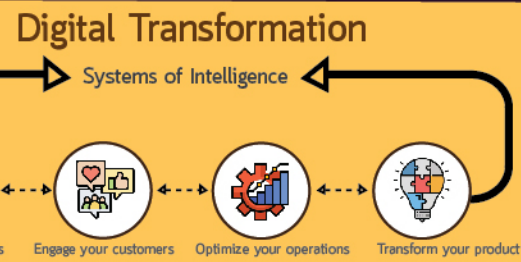 Digital Transformation
Systems of Intelligence
s Engage your customers Optimize your operations Transform your product